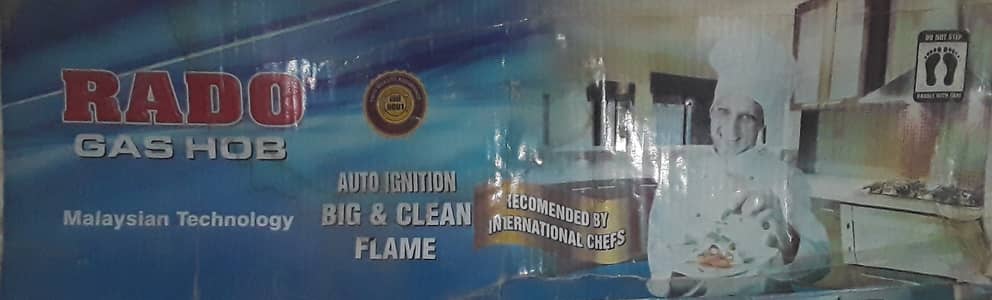 RADO
GAS HOB
Malaysian Technology
AUTO IGNITION
BIG & CLEAN
FLAME
RECOMENDED BY
INTERNATIONAL CHEFS
DO NOT STEP
HANDLE WITH CARE